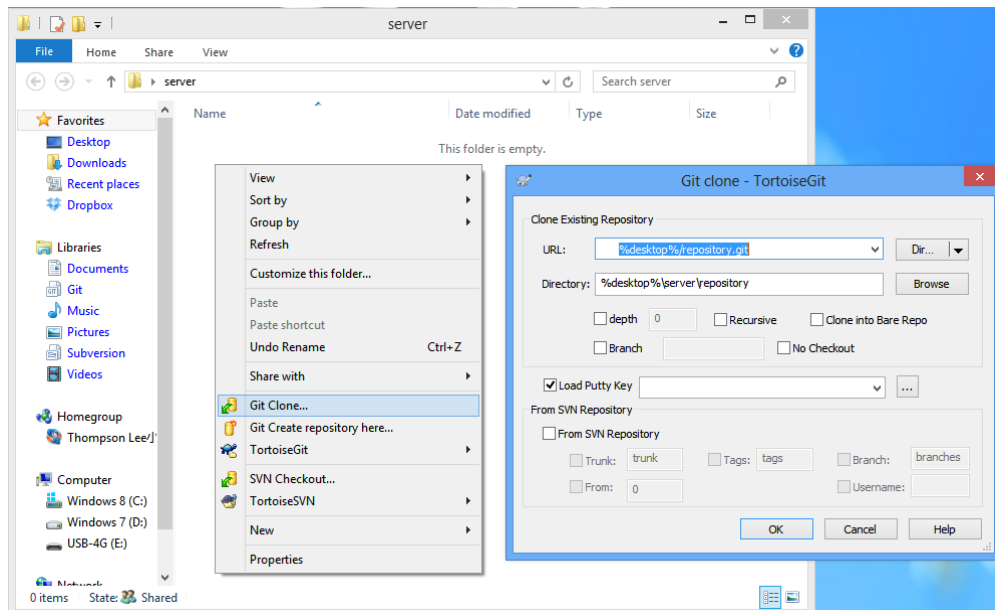 server
File Home Share View
server
Search server
Name Date modified Type Size
This folder is empty.
Favorites
Desktop
Downloads
Recent places
Dropbox
Libraries
Documents
Git
Music
Pictures
Subversion
Videos
Homegroup
Thompson Lee
Computer
Windows 8 (C:)
Windows 7 (D:)
USB-4G (E:)
Network
0 items State: Shared
View
Sort by
Group by
Refresh
Customize this folder...
Paste
Paste shortcut
Undo Rename Ctrl+Z
Share with
Git Clone...
Git Create repository here...
TortoiseGit
SVN Checkout...
TortoiseSVN
New
Properties
Git clone - TortoiseGit
Clone Existing Repository
URL: %desktop%/repository.git Dir...
Directory: %desktop%\server\repository Browse
depth 0 Recursive Clone into Bare Repo
Branch No Checkout
Load Putty Key ...
From SVN Repository
From SVN Repository
Trunk: trunk Tags: tags Branch: branches
From: 0 Username:
OK Cancel Help